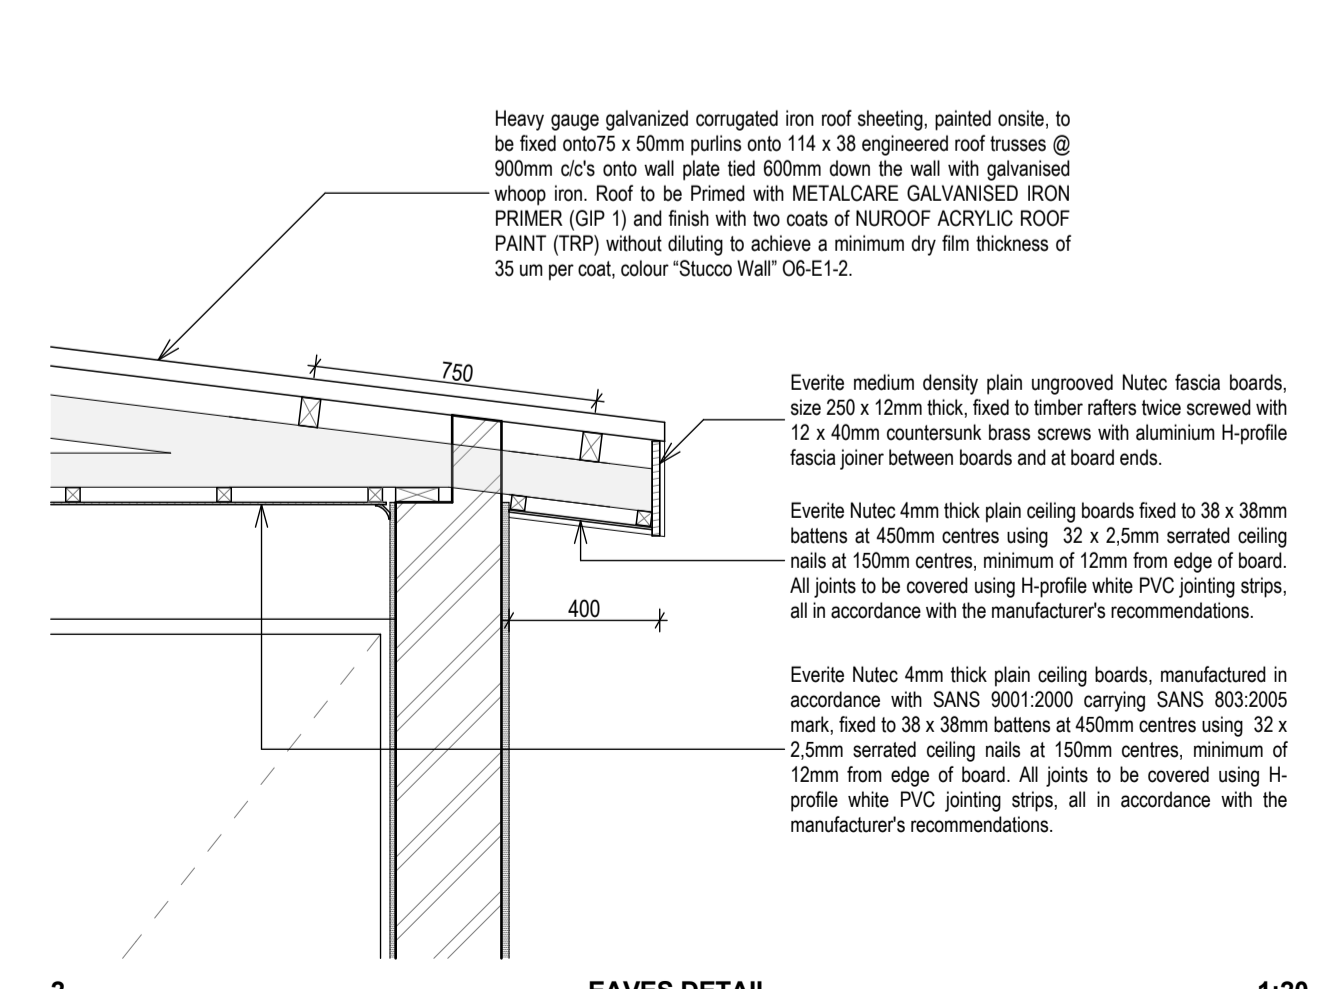 Heavy gauge galvanized corrugated iron roof sheeting, painted onsite, to
be fixed onto75 x 50mm purlins onto 114 x 38 engineered roof trusses @
900mm c/c's onto wall plate tied 600mm down the wall with galvanised
whoop iron. Roof to be Primed with METALCARE GALVANISED IRON
PRIMER (GIP 1) and finish with two coats of NUROOF ACRYLIC ROOF
PAINT (TRP) without diluting to achieve a minimum dry film thickness of
35 um per coat, colour “Stucco Wall” O6-E1-2.
750
Everite medium density plain ungrooved Nutec fascia boards,
size 250 x 12mm thick, fixed to timber rafters twice screwed with
12 x 40mm countersunk brass screws with aluminium H-profile
fascia joiner between boards and at board ends.
Everite Nutec 4mm thick plain ceiling boards fixed to 38 x 38mm
battens at 450mm centres using 32 x 2,5mm serrated ceiling
nails at 150mm centres, minimum of 12mm from edge of board.
All joints to be covered using H-profile white PVC jointing strips,
all in accordance with the manufacturer's recommendations.
400
Everite Nutec 4mm thick plain ceiling boards, manufactured in
accordance with SANS 9001:2000 carrying SANS 803:2005
mark, fixed to 38 x 38mm battens at 450mm centres using 32 x
2,5mm serrated ceiling nails at 150mm centres, minimum of
12mm from edge of board. All joints to be covered using H-
profile white PVC jointing strips, all in accordance with the
manufacturer's recommendations.
EAVES DETAIL